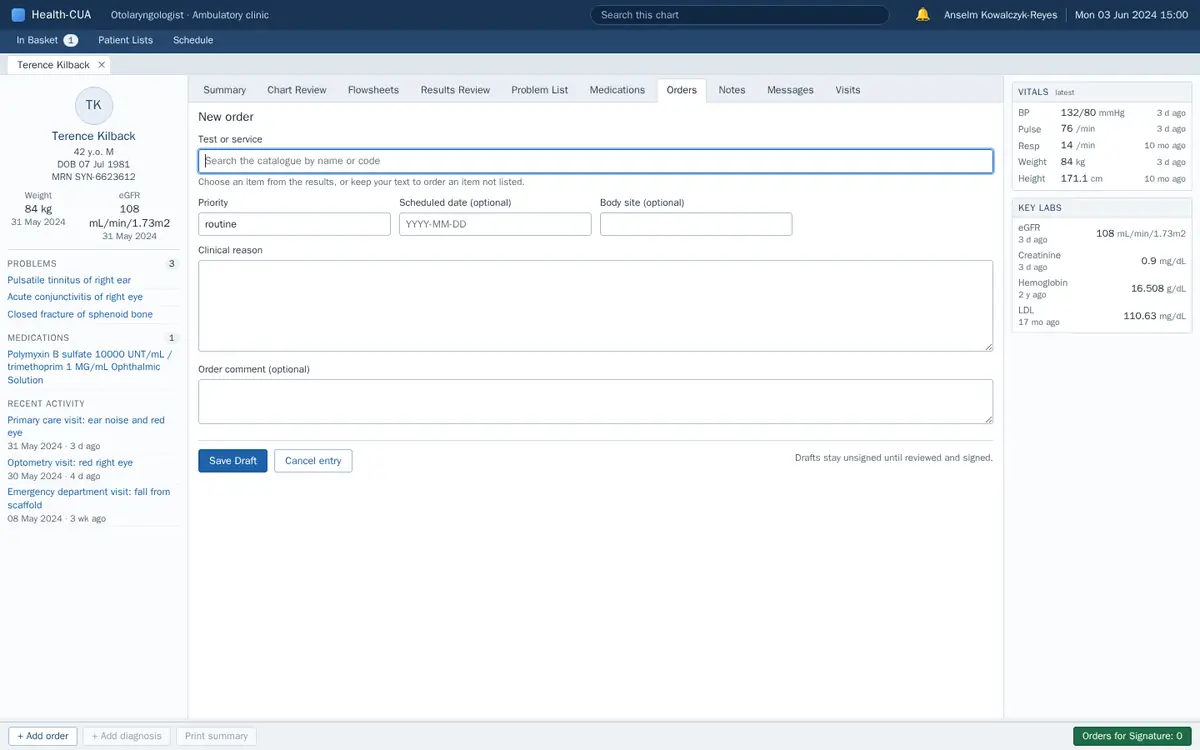 Health-CUA
Otolaryngologist · Ambulatory clinic
Search this chart
Anselm Kowalczyk-Reyes
Mon 03 Jun 2024 15:00
In Basket 1
Patient Lists
Schedule
Terence Kilback ×
TK
Terence Kilback
42 y.o. M
DOB 07 Jul 1981
MRN SYN-6623612
Weight
84 kg
31 May 2024
eGFR
108
mL/min/1.73m2
31 May 2024
PROBLEMS 3
Pulsatile tinnitus of right ear
Acute conjunctivitis of right eye
Closed fracture of sphenoid bone
MEDICATIONS 1
Polymyxin B sulfate 10000 UNT/mL /
trimethoprim 1 MG/mL Ophthalmic
Solution
RECENT ACTIVITY
Primary care visit: ear noise and red
eye
31 May 2024 · 3 d ago
Optometry visit: red right eye
30 May 2024 · 4 d ago
Emergency department visit: fall from
scaffold
08 May 2024 · 3 wk ago
Summary
Chart Review
Flowsheets
Results Review
Problem List
Medications
Orders
Notes
Messages
Visits
New order
Test or service
Search the catalogue by name or code
Choose an item from the results, or keep your text to order an item not listed.
Priority
routine
Scheduled date (optional)
YYYY-MM-DD
Body site (optional)
Clinical reason
Order comment (optional)
Save Draft
Cancel entry
Drafts stay unsigned until reviewed and signed.
VITALS latest
BP 132/80 mmHg 3 d ago
Pulse 76 /min 3 d ago
Resp 14 /min 10 mo ago
Weight 84 kg 3 d ago
Height 171.1 cm 10 mo ago
KEY LABS
eGFR
3 d ago
108 mL/min/1.73m2
Creatinine
3 d ago
0.9 mg/dL
Hemoglobin
2 y ago
16.508 g/dL
LDL
17 mo ago
110.63 mg/dL
+ Add order
+ Add diagnosis
Print summary
Orders for Signature: 0